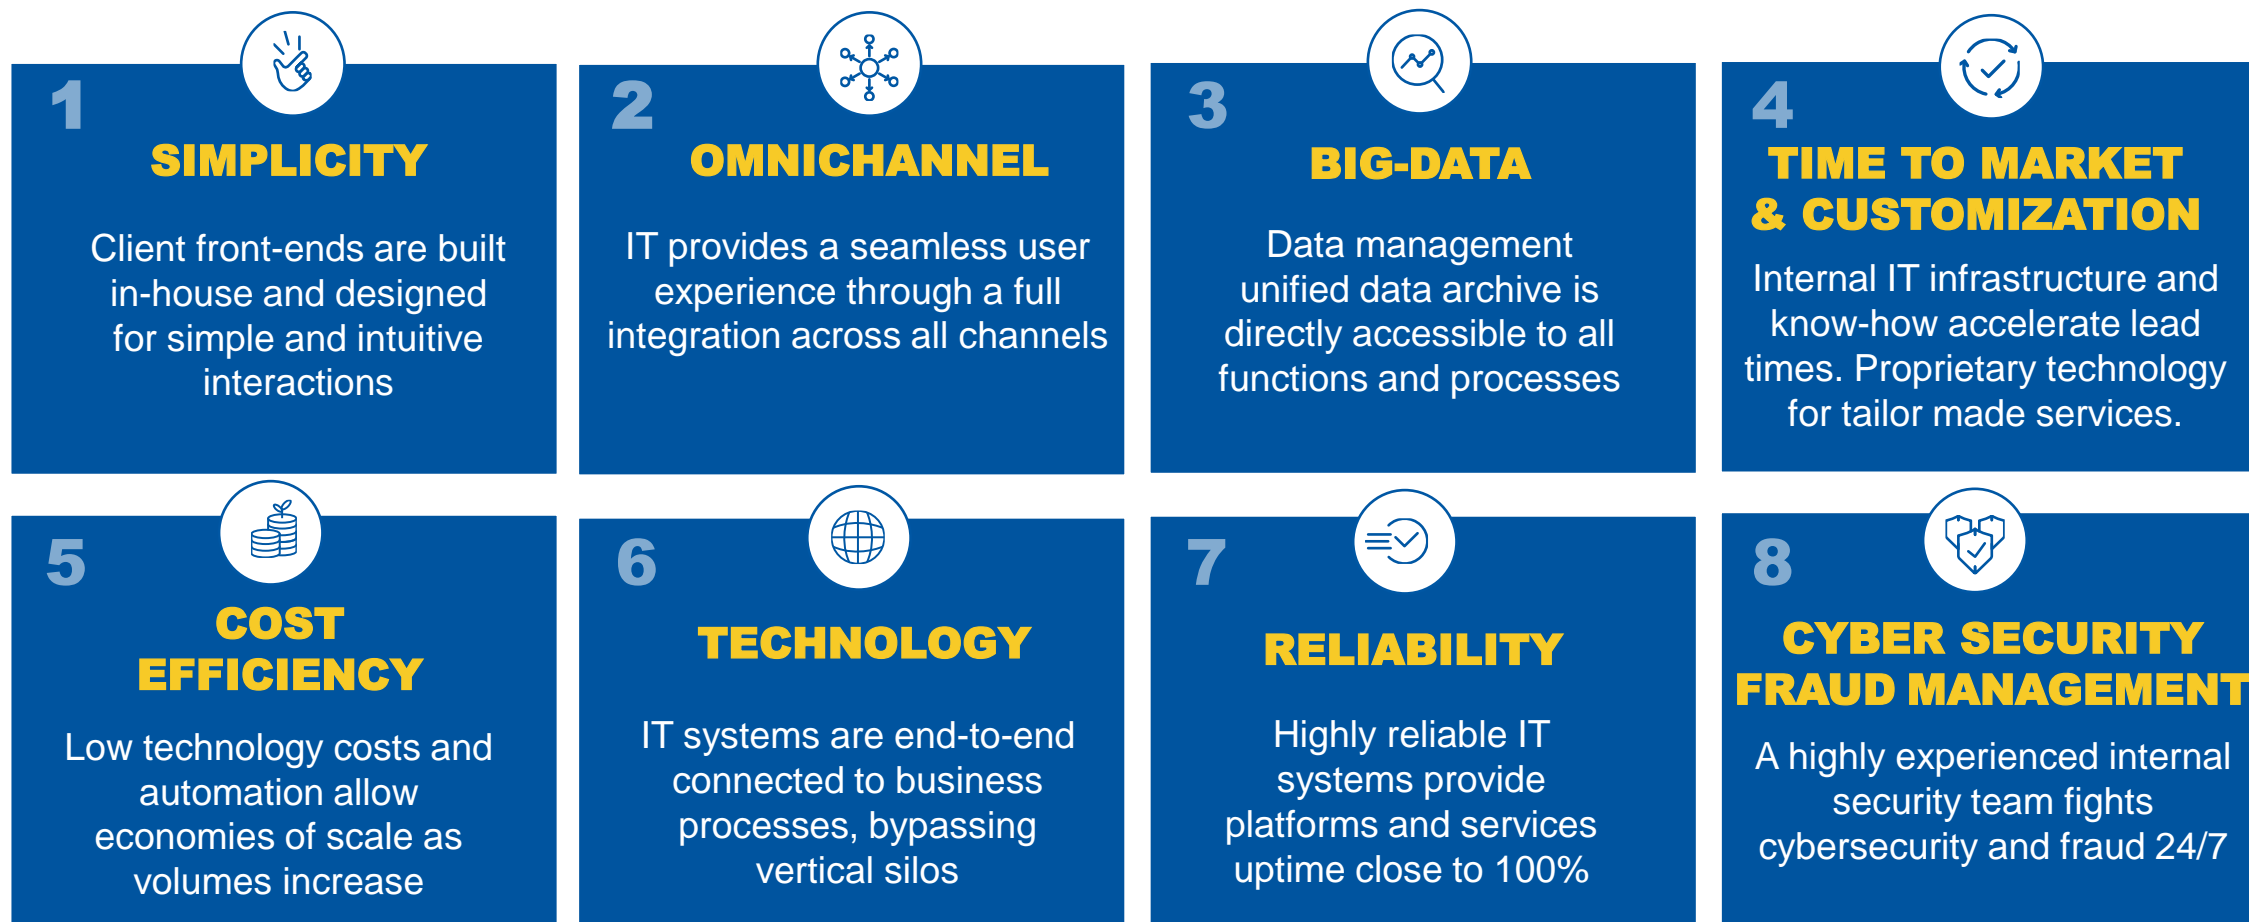 1
SIMPLICITY
Client front-ends are built
in-house and designed
for simple and intuitive
interactions
2
OMNICHANNEL
IT provides a seamless user
experience through a full
integration across all channels
3
BIG-DATA
Data management
unified data archive is
directly accessible to all
functions and processes
4
TIME TO MARKET
& CUSTOMIZATION
Internal IT infrastructure and
know-how accelerate lead
times. Proprietary technology
for tailor made services.
5
COST
EFFICIENCY
Low technology costs and
automation allow
economies of scale as
volumes increase
6
TECHNOLOGY
IT systems are end-to-end
connected to business
processes, bypassing
vertical silos
7
RELIABILITY
Highly reliable IT
systems provide
platforms and services
uptime close to 100%
8
CYBER SECURITY
FRAUD MANAGEMENT
A highly experienced internal
security team fights
cybersecurity and fraud 24/7